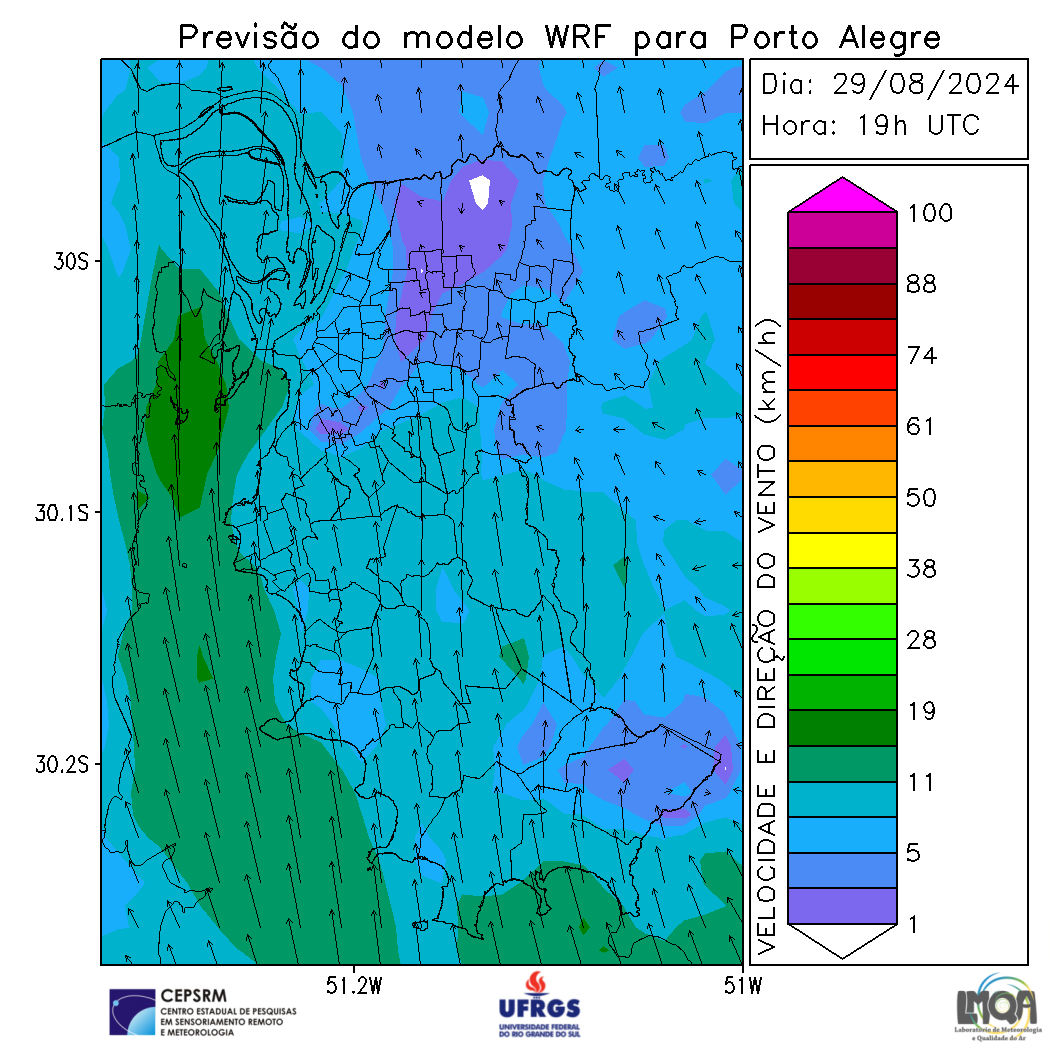 Previsão do modelo WRF para Porto Alegre
Dia: 29/08/2024
Hora: 19h UTC
30S
30.1S
30.2S
51.2W
51W
VELOCIDADE E DIREÇÃO DO VENTO (km/h)
100
88
74
61
50
38
28
19
11
5
1
CEPSRM
CENTRO ESTADUAL DE PESQUISAS
EM SENSORIAMENTO REMOTO
E METEOROLOGIA
UFRGS
UNIVERSIDADE FEDERAL
DO RIO GRANDE DO SUL
LMQA
Laboratório de Meteorologia
e Qualidade do Ar